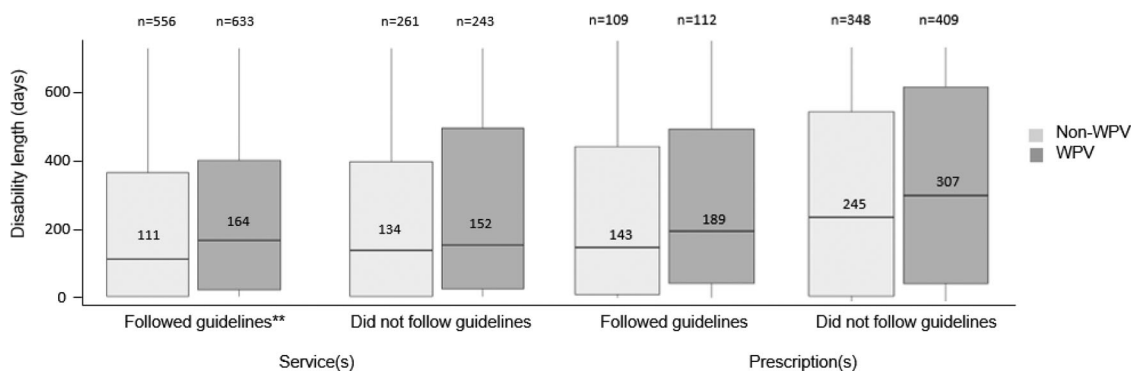 n=556 n=633 n=261 n=243 n=109 n=112 n=348 n=409
Disability length (days)
600
400
200
0
111 164 134 152 143 189 245 307
Non-WPV
WPV
Followed guidelines** Did not follow guidelines Followed guidelines Did not follow guidelines
Service(s) Prescription(s)